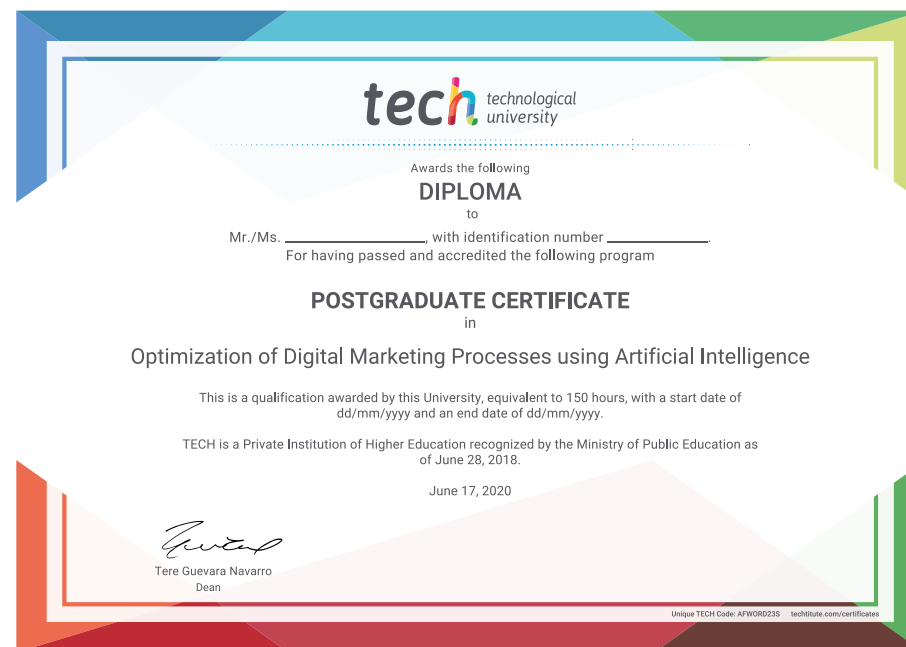 tech technological
university
Awards the following
DIPLOMA
to
Mr./Ms. ____________________, with identification number _______________.
For having passed and accredited the following program
POSTGRADUATE CERTIFICATE
in
Optimization of Digital Marketing Processes using Artificial Intelligence
This is a qualification awarded by this University, equivalent to 150 hours, with a start date of
dd/mm/yyyy and an end date of dd/mm/yyyy.
TECH is a Private Institution of Higher Education recognized by the Ministry of Public Education as
of June 28, 2018.
June 17, 2020
Tere Guevara Navarro
Dean
Unique TECH Code: AFWORD23S techtitute.com/certificates